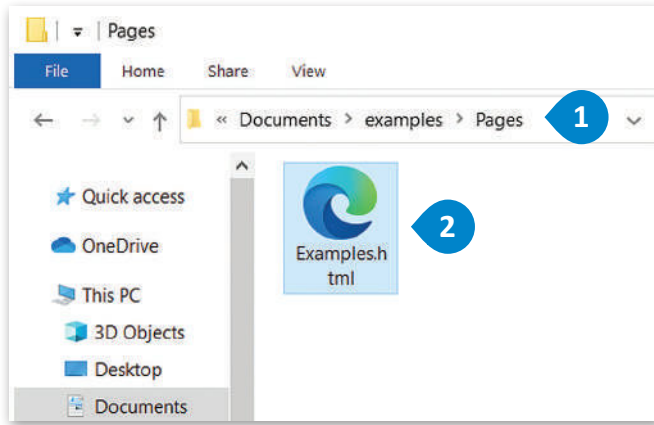 Pages
File Home Share View
« Documents > examples > Pages 1
Quick access
OneDrive
This PC
3D Objects
Desktop
Documents
Examples.h
tml
2